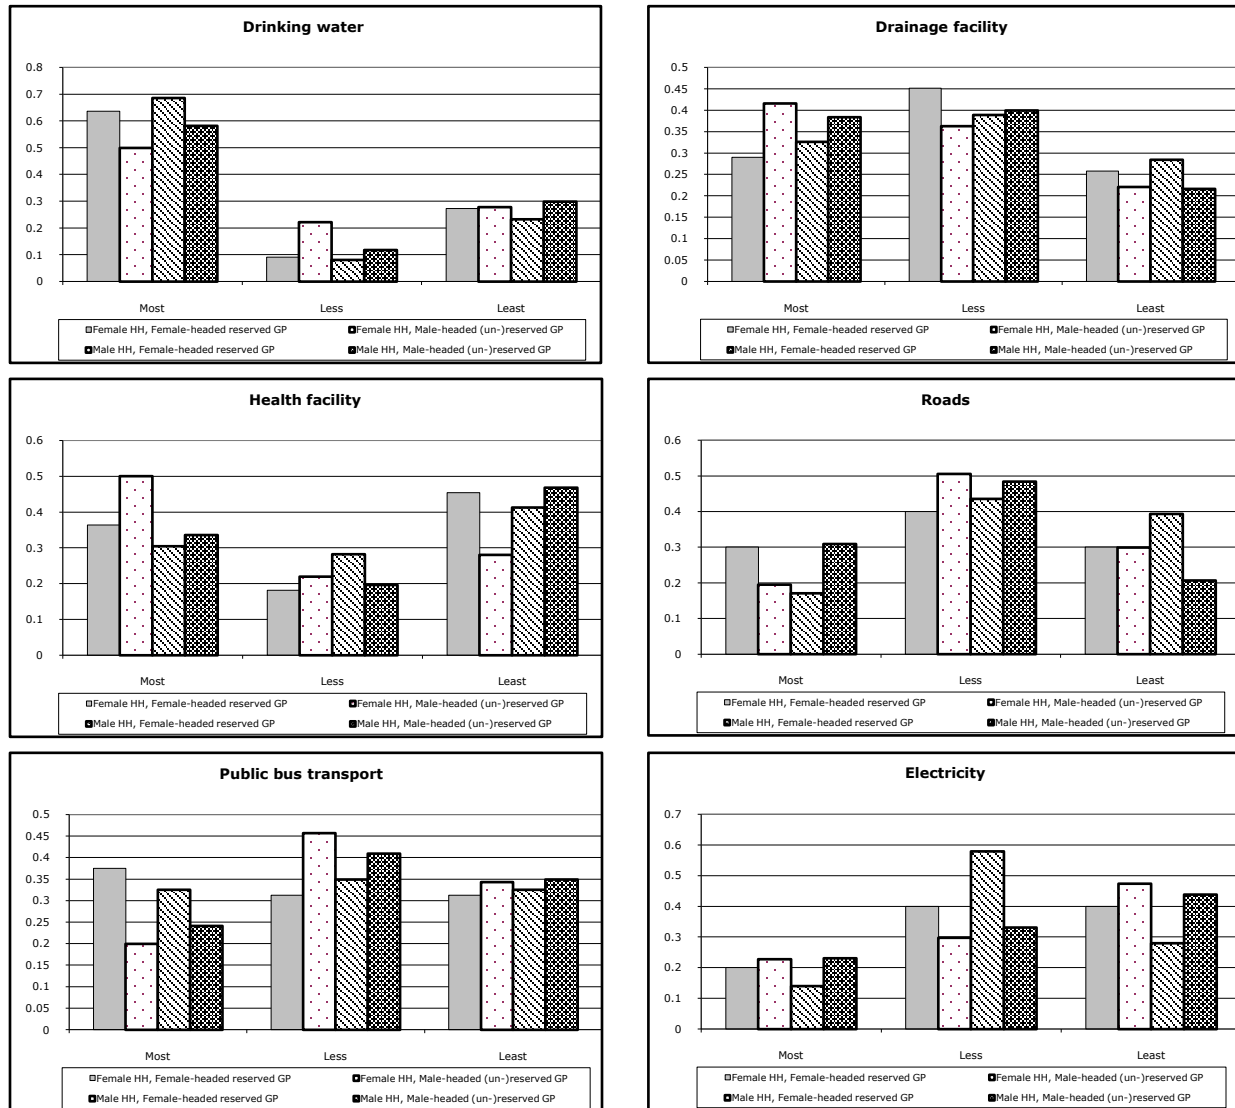 Drinking water
0.8
0.7
0.6
0.5
0.4
0.3
0.2
0.1
0
Most Less Least
Female HH, Female-headed reserved GP Female HH, Male-headed (un-)reserved GP
Male HH, Female-headed reserved GP Male HH, Male-headed (un-)reserved GP
Drainage facility
0.5
0.45
0.4
0.35
0.3
0.25
0.2
0.15
0.1
0.05
0
Most Less Least
Female HH, Female-headed reserved GP Female HH, Male-headed (un-)reserved GP
Male HH, Female-headed reserved GP Male HH, Male-headed (un-)reserved GP
Health facility
0.6
0.5
0.4
0.3
0.2
0.1
0
Most Less Least
Female HH, Female-headed reserved GP Female HH, Male-headed (un-)reserved GP
Male HH, Female-headed reserved GP Male HH, Male-headed (un-)reserved GP
Roads
0.6
0.5
0.4
0.3
0.2
0.1
0
Most Less Least
Female HH, Female-headed reserved GP Female HH, Male-headed (un-)reserved GP
Male HH, Female-headed reserved GP Male HH, Male-headed (un-)reserved GP
Public bus transport
0.5
0.45
0.4
0.35
0.3
0.25
0.2
0.15
0.1
0.05
0
Most Less Least
Female HH, Female-headed reserved GP Female HH, Male-headed (un-)reserved GP
Male HH, Female-headed reserved GP Male HH, Male-headed (un-)reserved GP
Electricity
0.7
0.6
0.5
0.4
0.3
0.2
0.1
0
Most Less Least
Female HH, Female-headed reserved GP Female HH, Male-headed (un-)reserved GP
Male HH, Female-headed reserved GP Male HH, Male-headed (un-)reserved GP